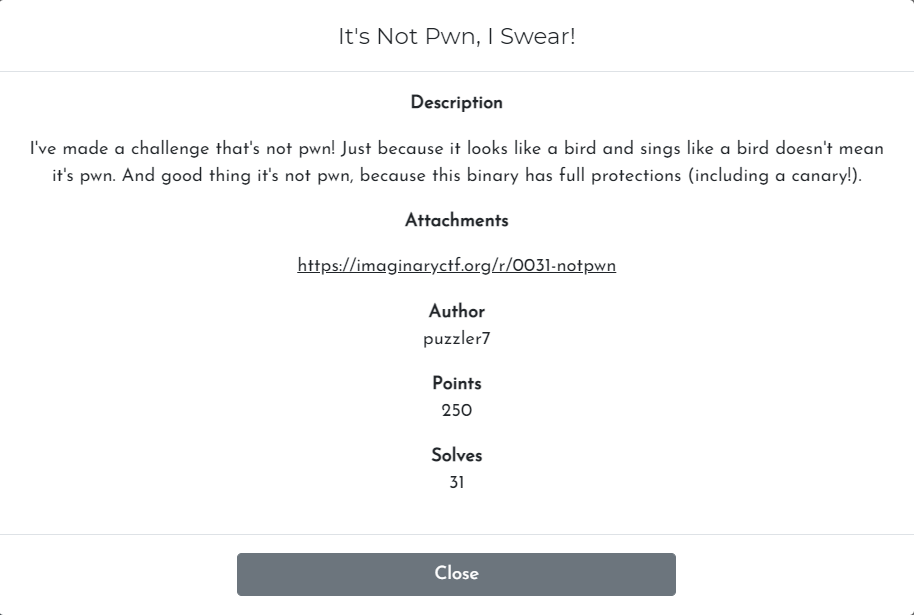 It's Not Pwn, I Swear!
Description
I've made a challenge that's not pwn! Just because it looks like a bird and sings like a bird doesn't mean
it's pwn. And good thing it's not pwn, because this binary has full protections (including a canary!).
Attachments
https://imaginaryctf.org/r/0031-notpwn
Author
puzzler7
Points
250
Solves
31
Close